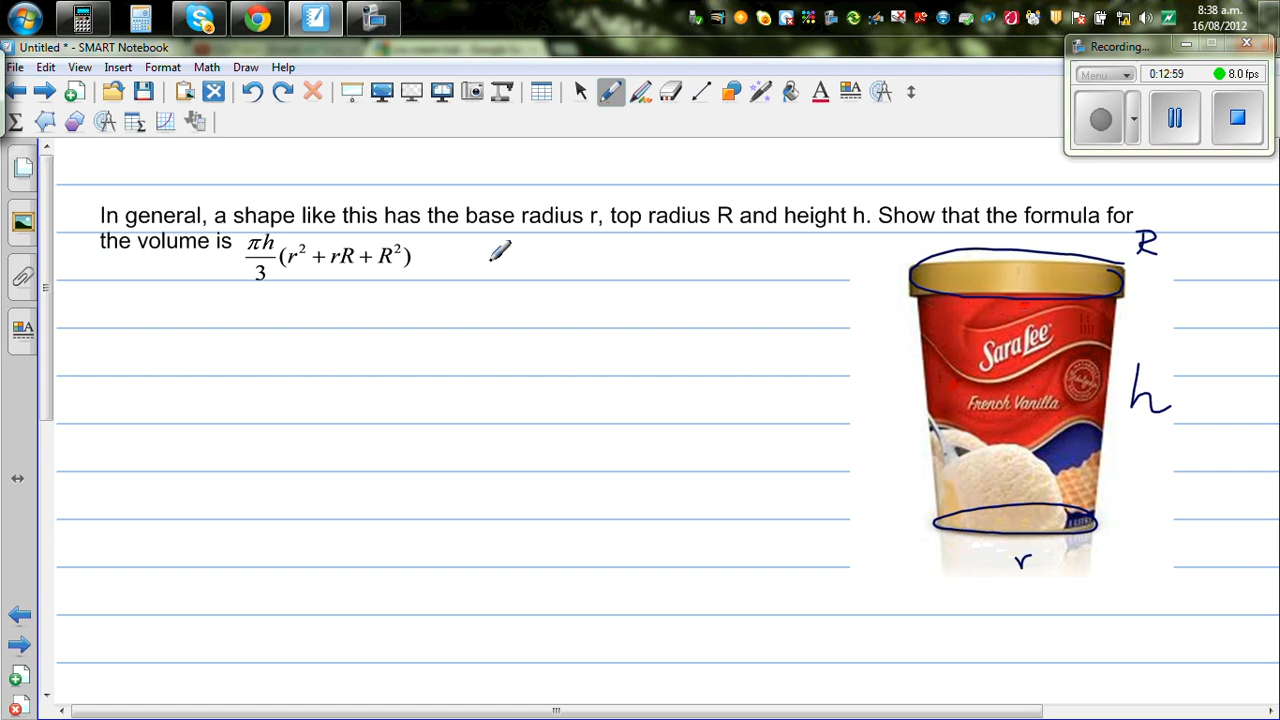 8:38 a.m.
16/08/2012
Untitled * - SMART Notebook
Recording...
File Edit View Insert Format Math Draw Help
Menu
0:12:59
8.0 fps
In general, a shape like this has the base radius r, top radius R and height h. Show that the formula for
the volume is πh/3 (r² + rR + R²)
R
Sara Lee
h
French Vanilla
r